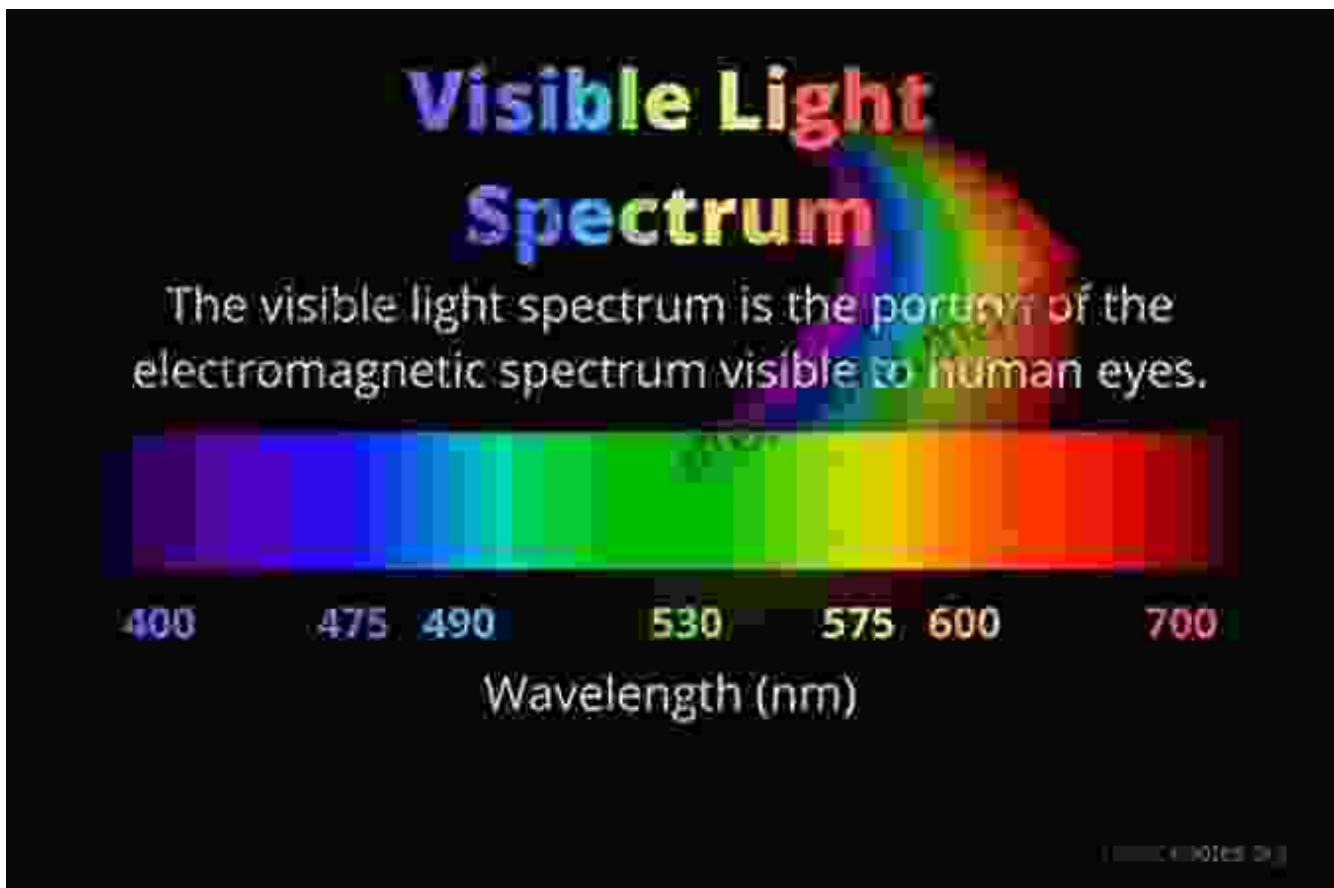 Visible Light
Spectrum
The visible light spectrum is the portion of the
electromagnetic spectrum visible to human eyes.
400 475 490 530 575 600 700
Wavelength (nm)